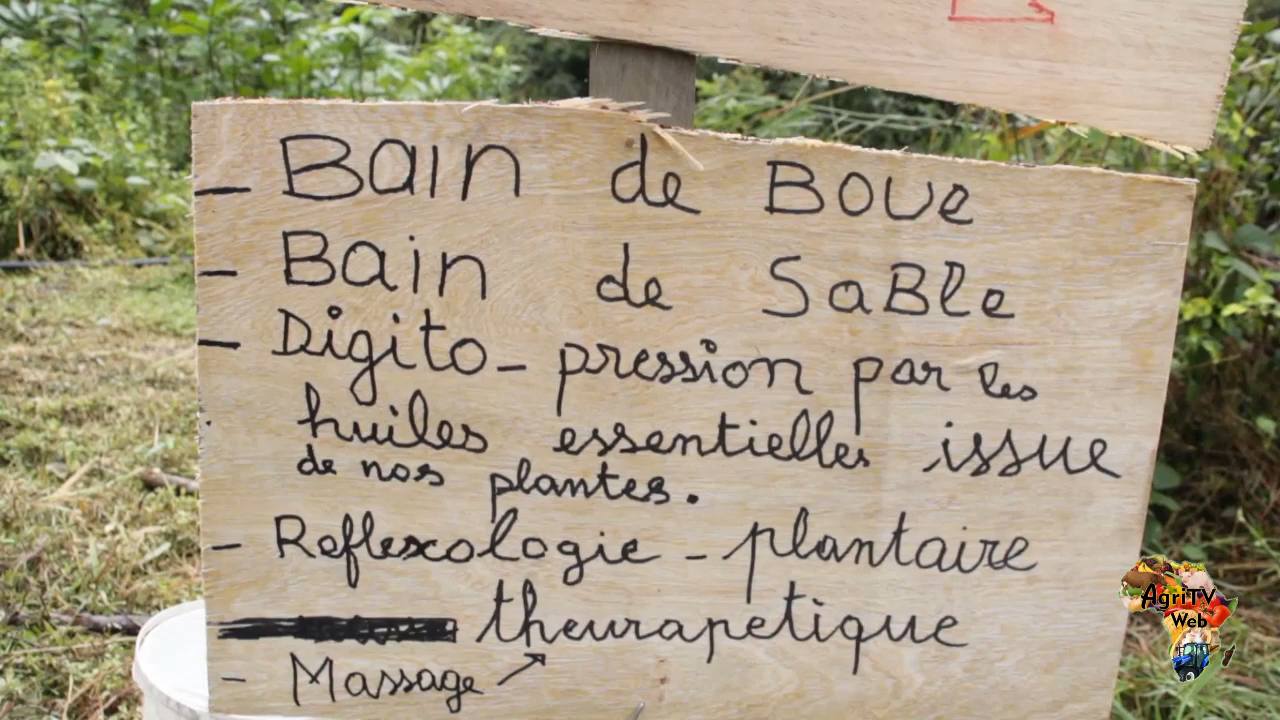 - Bain de Boue
- Bain de SaBle
- Digito-pression par les
huiles essentielles issue
de nos plantes.
- Reflexologie-plantaire
theurapetique
- Massage
AgriTV
Web